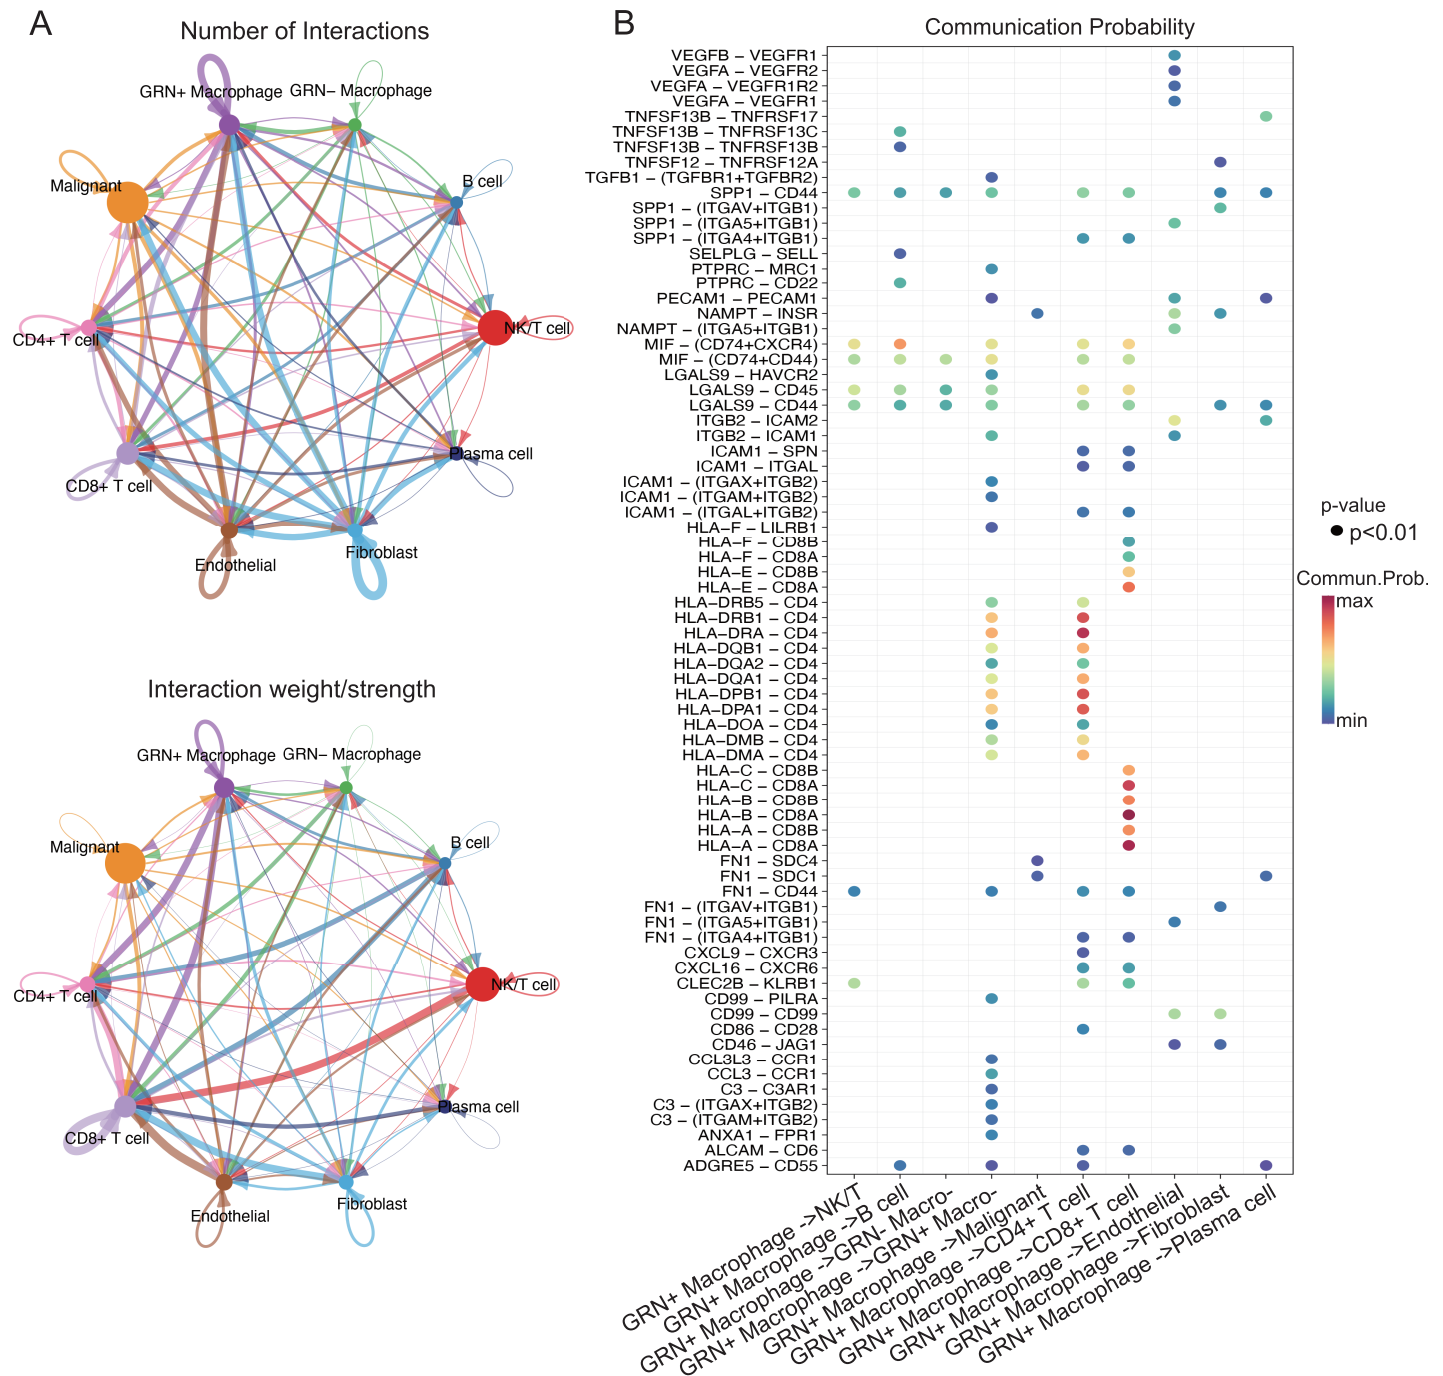 A
Number of Interactions
GRN+ Macrophage
GRN− Macrophage
Malignant
B cell
CD4+ T cell
NK/T cell
CD8+ T cell
Plasma cell
Endothelial
Fibroblast
Interaction weight/strength
GRN+ Macrophage
GRN− Macrophage
Malignant
B cell
CD4+ T cell
NK/T cell
CD8+ T cell
Plasma cell
Endothelial
Fibroblast
B
Communication Probability
VEGFB − VEGFR1
VEGFA − VEGFR2
VEGFA − VEGFR1R2
VEGFA − VEGFR1
TNFSF13B − TNFRSF17
TNFSF13B − TNFRSF13C
TNFSF13B − TNFRSF13B
TNFSF12 − TNFRSF12A
TGFB1 − (TGFBR1+TGFBR2)
SPP1 − CD44
SPP1 − (ITGAV+ITGB1)
SPP1 − (ITGA5+ITGB1)
SPP1 − (ITGA4+ITGB1)
SELPLG − SELL
PTPRC − MRC1
PTPRC − CD22
PECAM1 − PECAM1
NAMPT − INSR
NAMPT − (ITGA5+ITGB1)
MIF − (CD74+CXCR4)
MIF − (CD74+CD44)
LGALS9 − HAVCR2
LGALS9 − CD45
LGALS9 − CD44
ITGB2 − ICAM2
ITGB2 − ICAM1
ICAM1 − SPN
ICAM1 − ITGAL
ICAM1 − (ITGAX+ITGB2)
ICAM1 − (ITGAM+ITGB2)
ICAM1 − (ITGAL+ITGB2)
HLA−F − LILRB1
HLA−F − CD8B
HLA−F − CD8A
HLA−E − CD8B
HLA−E − CD8A
HLA−DRB5 − CD4
HLA−DRB1 − CD4
HLA−DRA − CD4
HLA−DQB1 − CD4
HLA−DQA2 − CD4
HLA−DQA1 − CD4
HLA−DPB1 − CD4
HLA−DPA1 − CD4
HLA−DOA − CD4
HLA−DMB − CD4
HLA−DMA − CD4
HLA−C − CD8B
HLA−C − CD8A
HLA−B − CD8B
HLA−B − CD8A
HLA−A − CD8B
HLA−A − CD8A
FN1 − SDC4
FN1 − SDC1
FN1 − CD44
FN1 − (ITGAV+ITGB1)
FN1 − (ITGA5+ITGB1)
FN1 − (ITGA4+ITGB1)
CXCL9 − CXCR3
CXCL16 − CXCR6
CLEC2B − KLRB1
CD99 − PILRA
CD99 − CD99
CD86 − CD28
CD46 − JAG1
CCL3L3 − CCR1
CCL3 − CCR1
C3 − C3AR1
C3 − (ITGAX+ITGB2)
C3 − (ITGAM+ITGB2)
ANXA1 − FPR1
ALCAM − CD6
ADGRE5 − CD55
GRN+ Macrophage ->NK/T
GRN+ Macrophage ->B cell
GRN+ Macrophage ->GRN- Macro-
GRN+ Macrophage ->GRN+ Macro-
GRN+ Macrophage ->Malignant
GRN+ Macrophage ->CD4+ T cell
GRN+ Macrophage ->CD8+ T cell
GRN+ Macrophage ->Endothelial
GRN+ Macrophage ->Fibroblast
GRN+ Macrophage ->Plasma cell
p-value
p<0.01
Commun.Prob.
max
min